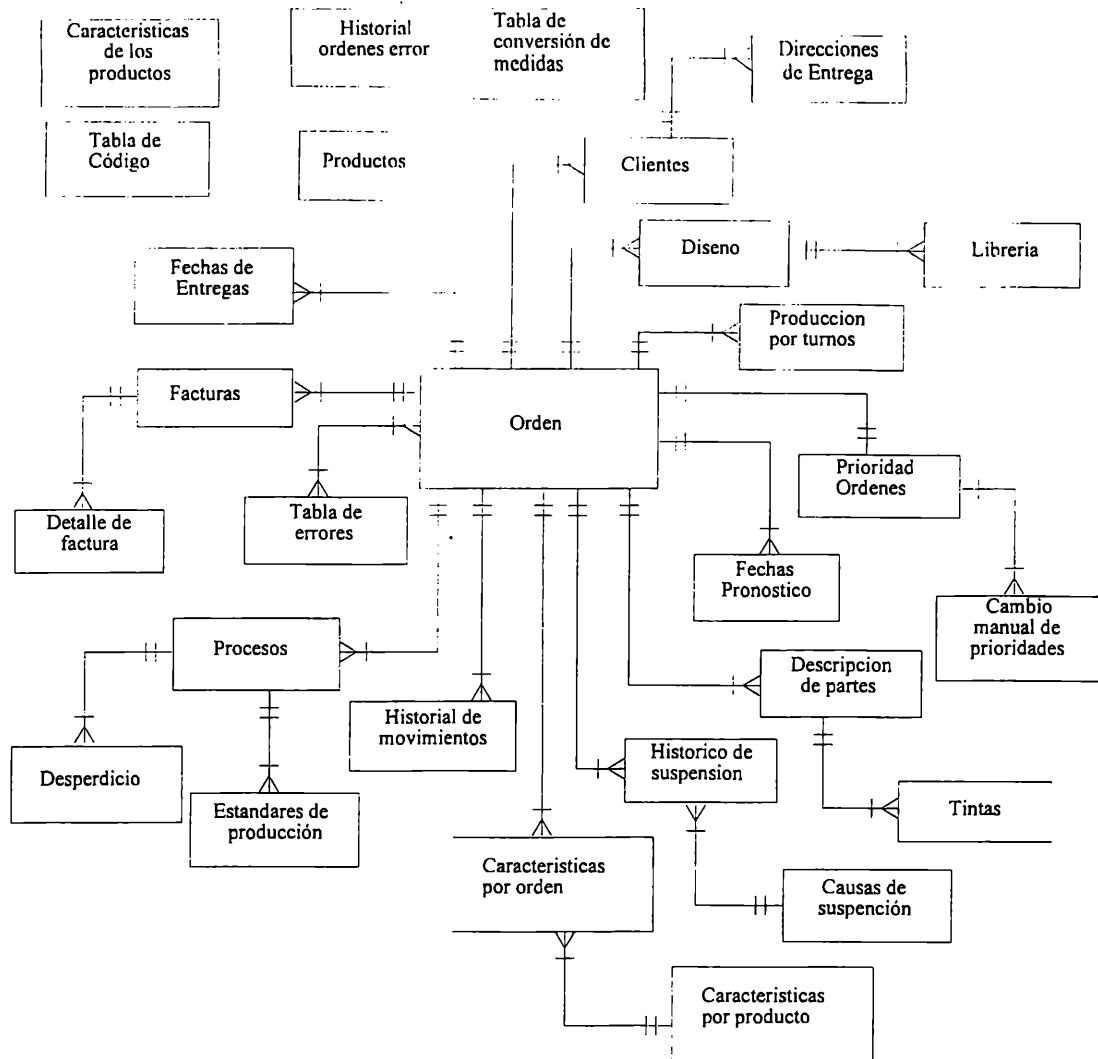 Caracteristicas
de los
productos
Historial
ordenes error
Tabla de
conversión de
medidas
Direcciones
de Entrega
Tabla de
Código
Productos
Clientes
Diseno
Libreria
Fechas de
Entregas
Produccion
por turnos
Facturas
Orden
Prioridad
Ordenes
Detalle de
factura
Tabla de
errores
Fechas
Pronostico
Cambio
manual de
prioridades
Procesos
Descripcion
de partes
Historial de
movimientos
Historico de
suspension
Desperdicio
Estandares de
producción
Tintas
Caracteristicas
por orden
Causas de
suspención
Caracteristicas
por producto